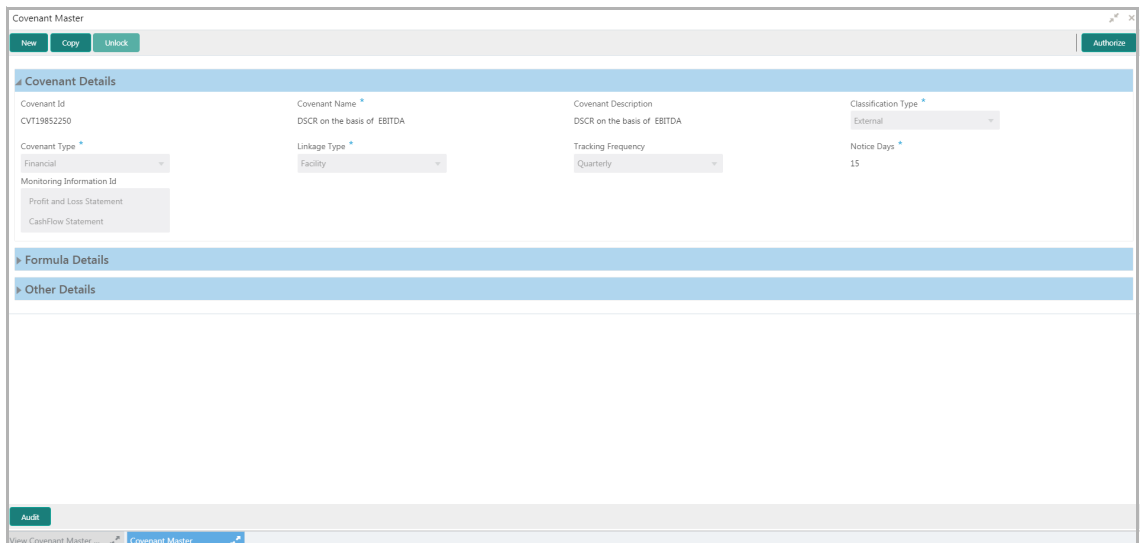 Covenant Master
New Copy Unlock Authorize
Covenant Details
Covenant Id Covenant Name * Covenant Description Classification Type *
CVT19852250 DSCR on the basis of EBITDA DSCR on the basis of EBITDA External
Covenant Type * Linkage Type * Tracking Frequency Notice Days *
Financial Facility Quarterly 15
Monitoring Information Id
Profit and Loss Statement
CashFlow Statement
Formula Details
Other Details
Audit
View Covenant Master ... Covenant Master